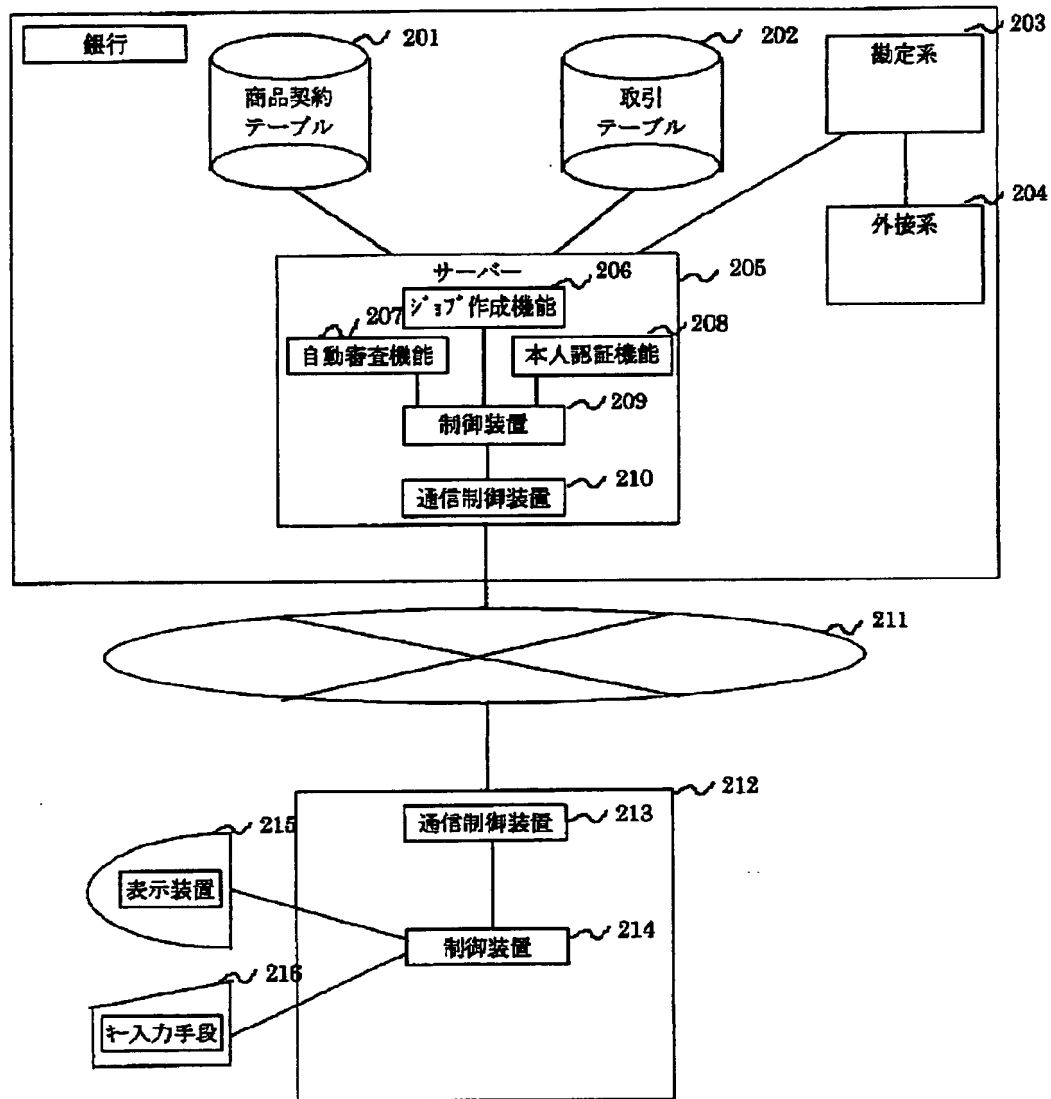 銀行
201
202
203
商品契約
テーブル
取引
テーブル
勘定系
204
外接系
サーバー
205
206
ｼﾞｮﾌﾞ作成機能
207
208
自動審査機能
本人認証機能
209
制御装置
210
通信制御装置
211
212
213
通信制御装置
215
表示装置
214
制御装置
216
ｷｰ入力手段